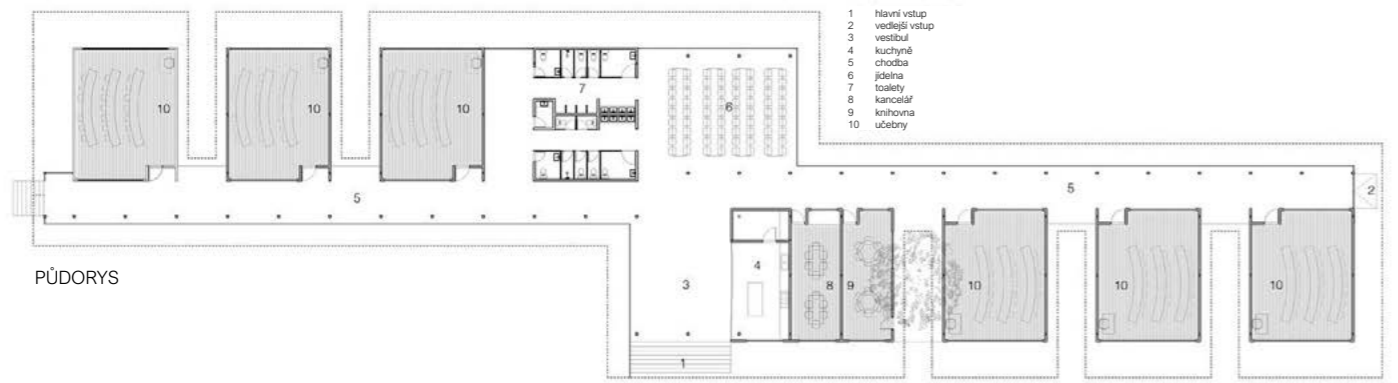 1 hlavní vstup
2 vedlejší vstup
3 vestibul
4 kuchyně
5 chodba
6 jídelna
7 toalety
8 kancelář
9 knihovna
10 učebny
10
10
10
7
6
5
5
2
PŮDORYS
3
4
8
9
10
10
10
1